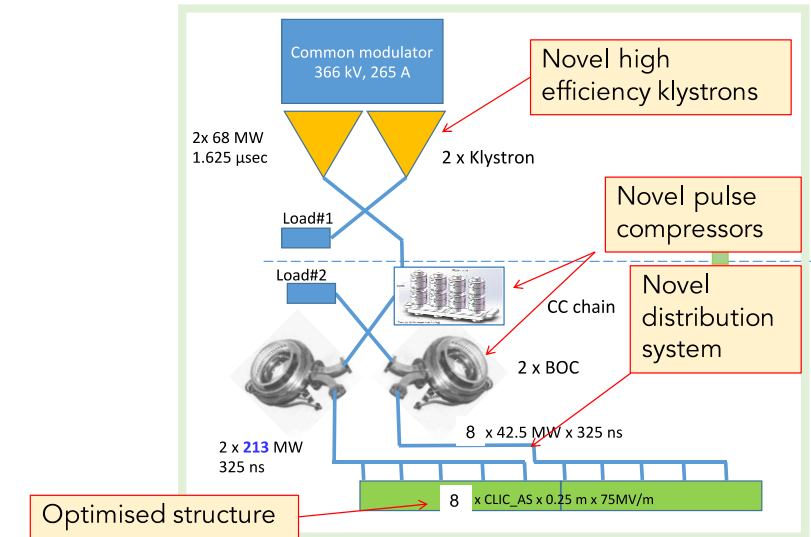 Common modulator
366 kV, 265 A
Novel high
efficiency klystrons
2x 68 MW
1.625 μsec
2 x Klystron
Novel pulse
compressors
Load#1
Load#2
CC chain
Novel
distribution
system
2 x BOC
8 x 42.5 MW x 325 ns
2 x 213 MW
325 ns
8 x CLIC_AS x 0.25 m x 75MV/m
Optimised structure